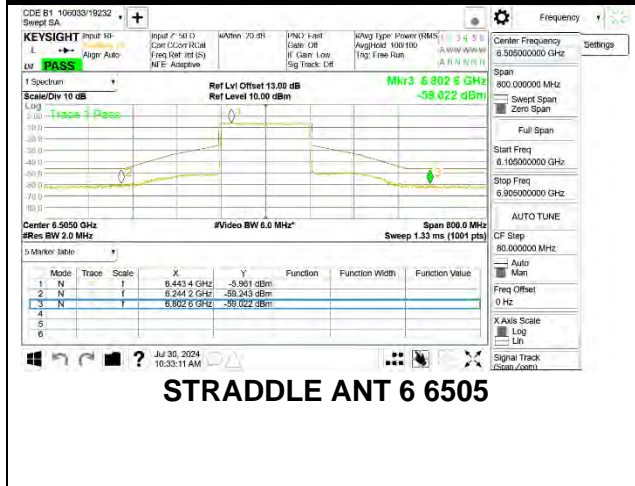 CDE B1 106033/19232
Swept SA
Frequency
KEYSIGHT Input: RF
Input Z: 50 Ω
#Atten: 20 dB
PNO: Fast
#Avg Type: Power (RMS) 1 2 3 4 5 6
Corr CCorr RCal
Gate: Off
Avg|Hold: 100/100
A W W W W W
Align: Auto
Freq Ref: Int (S)
IF Gain: Low
Trig: Free Run
NFE: Adaptive
Sig Track: Off
A N N N N N
PASS
Settings
1 Spectrum
Scale/Div 10 dB
Ref Lvl Offset 13.00 dB
Ref Level 10.00 dBm
Mkr3 6.802 6 GHz
-59.022 dBm
Log
Trace 1 Pass
Center 6.5050 GHz
#Video BW 6.0 MHz*
Span 800.0 MHz
#Res BW 2.0 MHz
Sweep 1.33 ms (1001 pts)
5 Marker Table
Mode Trace Scale X Y Function Function Width Function Value
1 N f 6.443 4 GHz -5.961 dBm
2 N f 6.244 2 GHz -59.243 dBm
3 N f 6.802 6 GHz -59.022 dBm
4
5
6
Jul 30, 2024
10:33:11 AM
Center Frequency
6.505000000 GHz
Span
800.000000 MHz
Swept Span
Zero Span
Full Span
Start Freq
6.105000000 GHz
Stop Freq
6.905000000 GHz
AUTO TUNE
CF Step
80.000000 MHz
Auto
Man
Freq Offset
0 Hz
X Axis Scale
Log
Lin
Signal Track
(Span Zoom)
STRADDLE ANT 6 6505